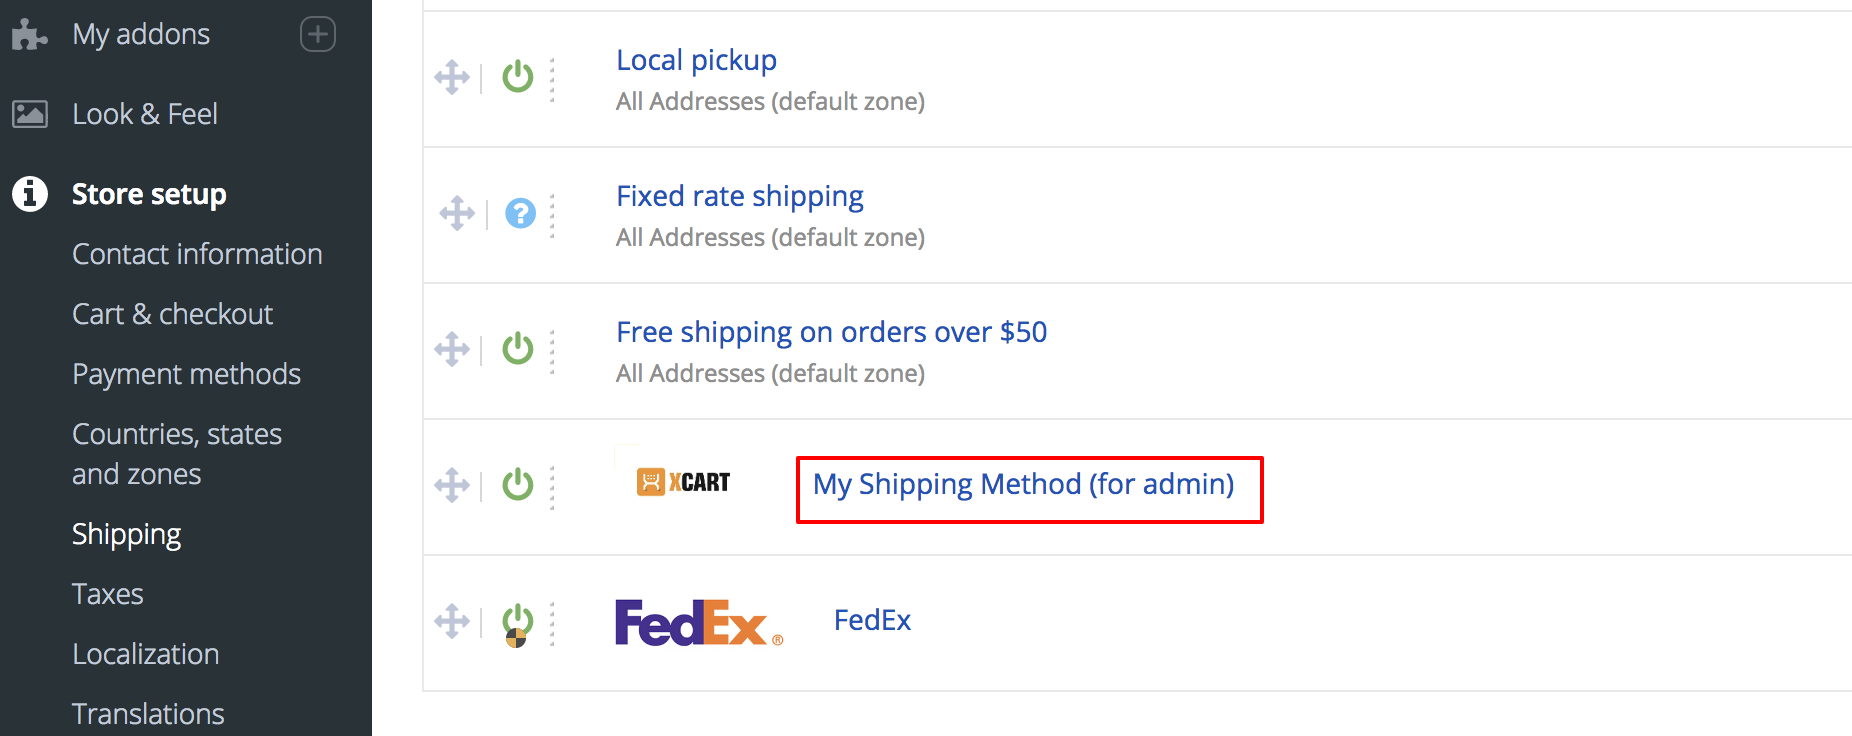 My addons
Look & Feel
Store setup
Contact information
Cart & checkout
Payment methods
Countries, states
and zones
Shipping
Taxes
Localization
Translations
Local pickup
All Addresses (default zone)
Fixed rate shipping
All Addresses (default zone)
Free shipping on orders over $50
All Addresses (default zone)
XCART
My Shipping Method (for admin)
FedEx®
FedEx